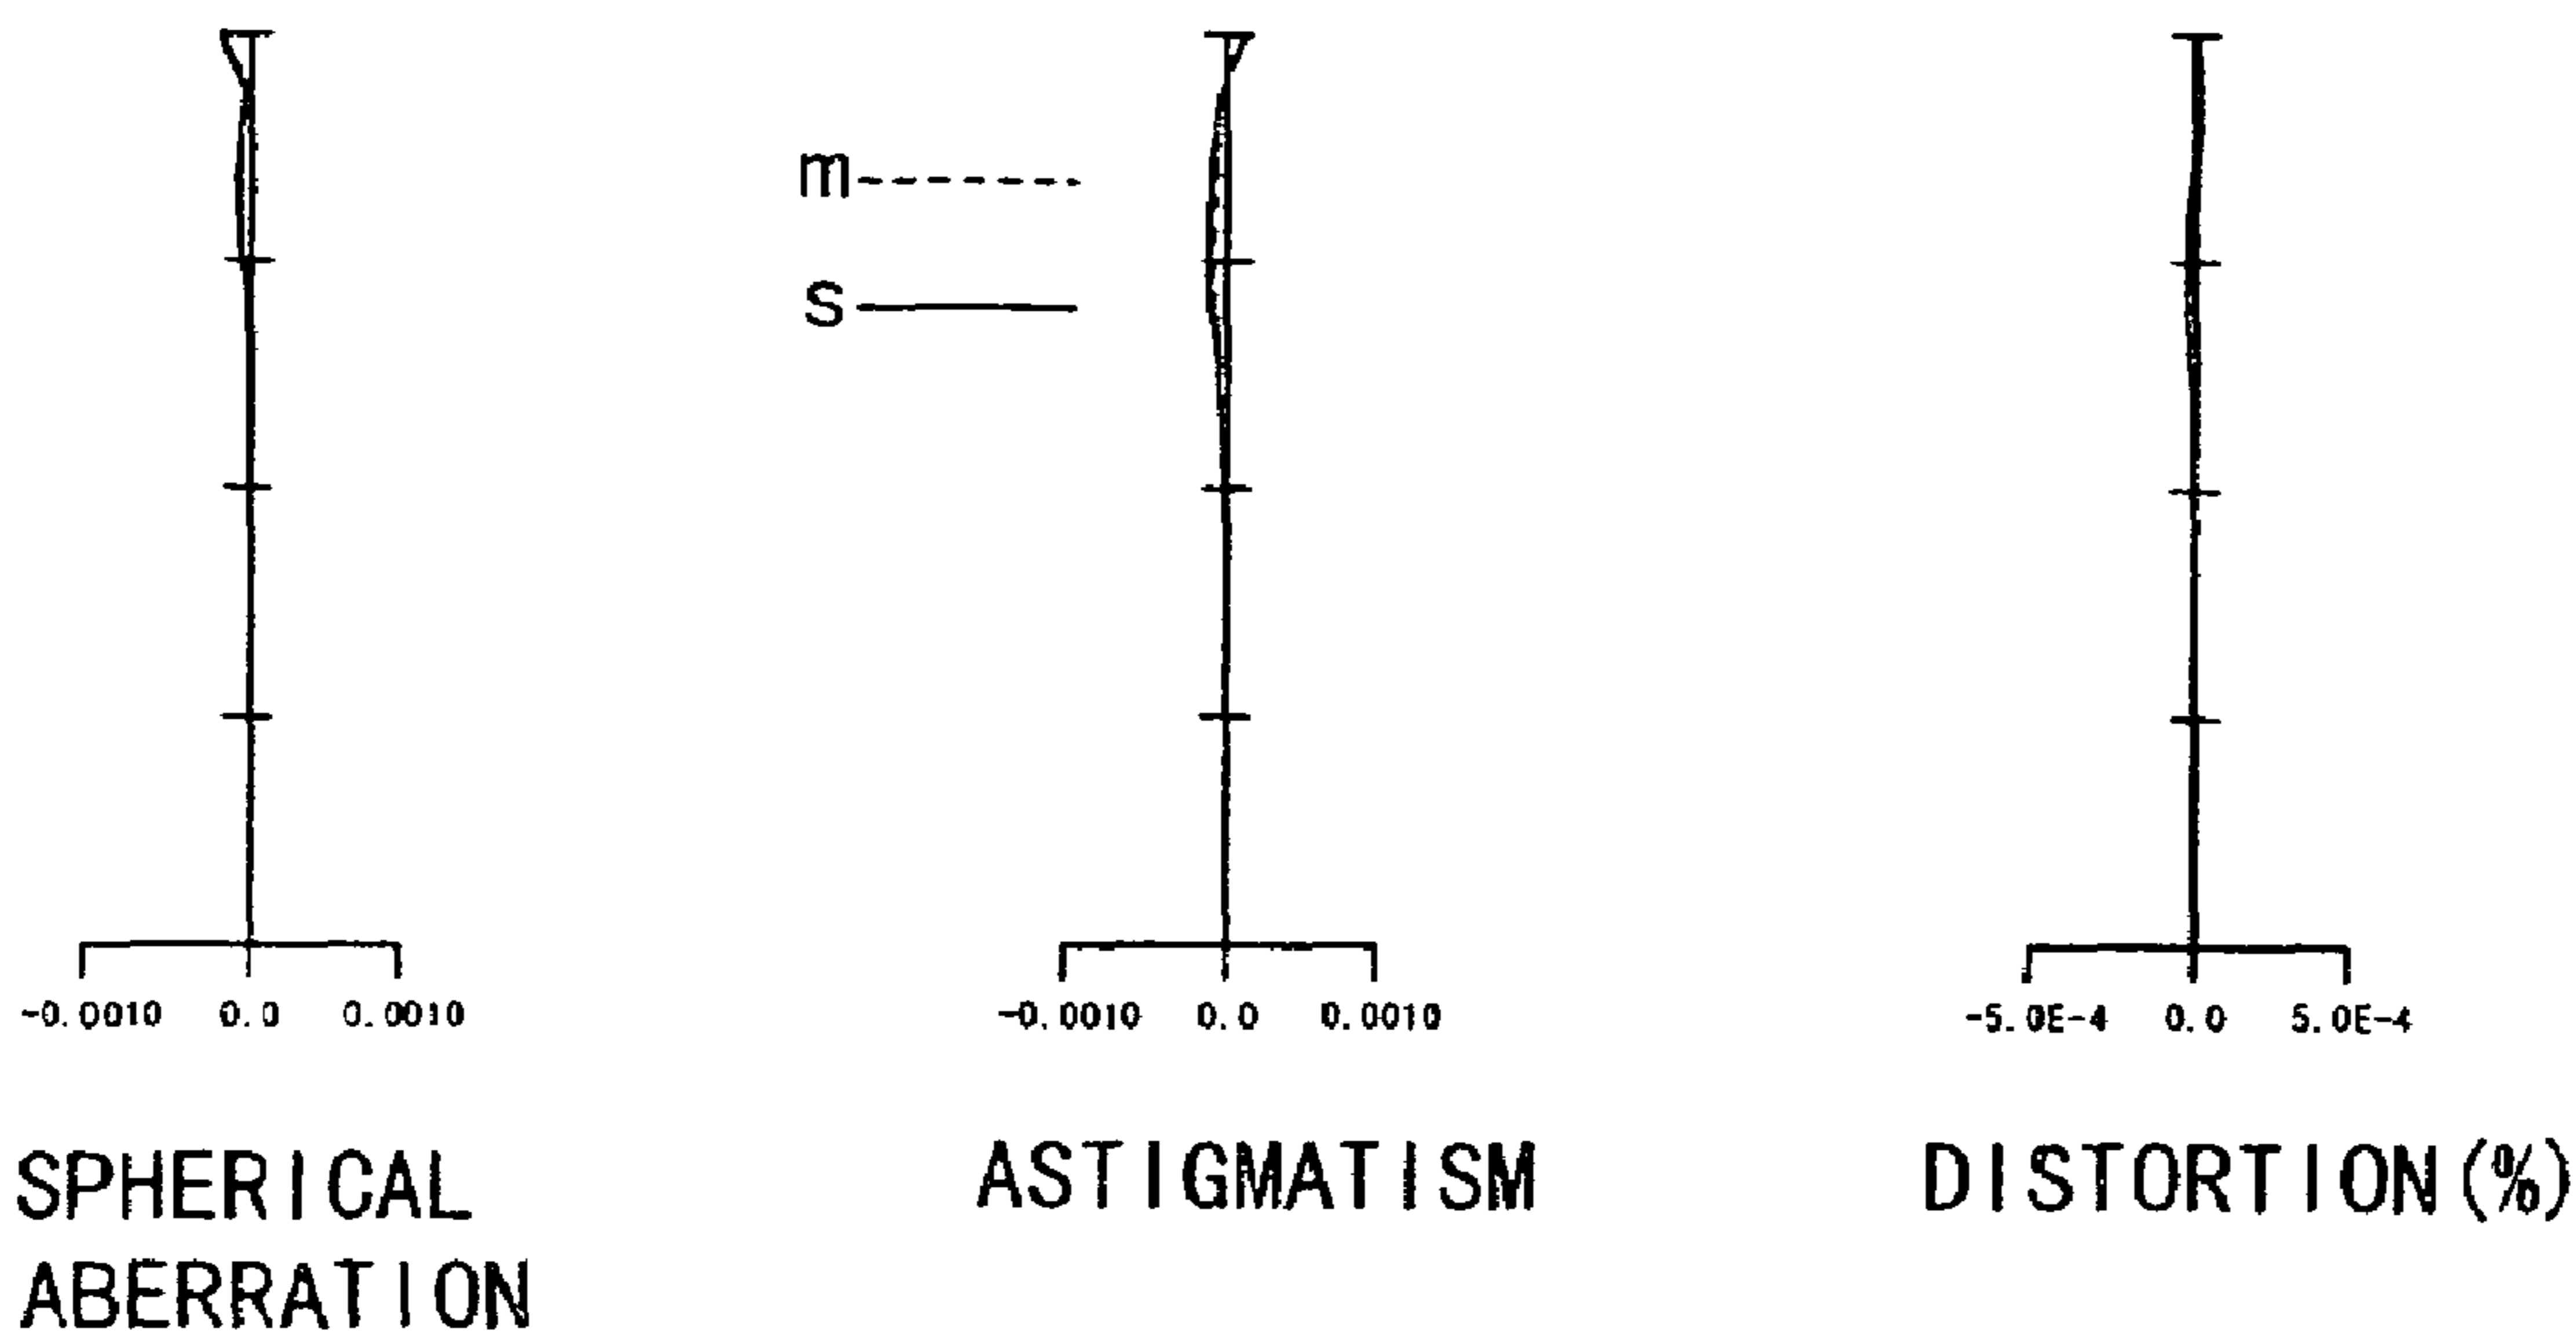 m
s
-0.0010 0.0 0.0010
-0.0010 0.0 0.0010
-5.0E-4 0.0 5.0E-4
SPHERICAL
ABERRATION
ASTIGMATISM
DISTORTION(%)